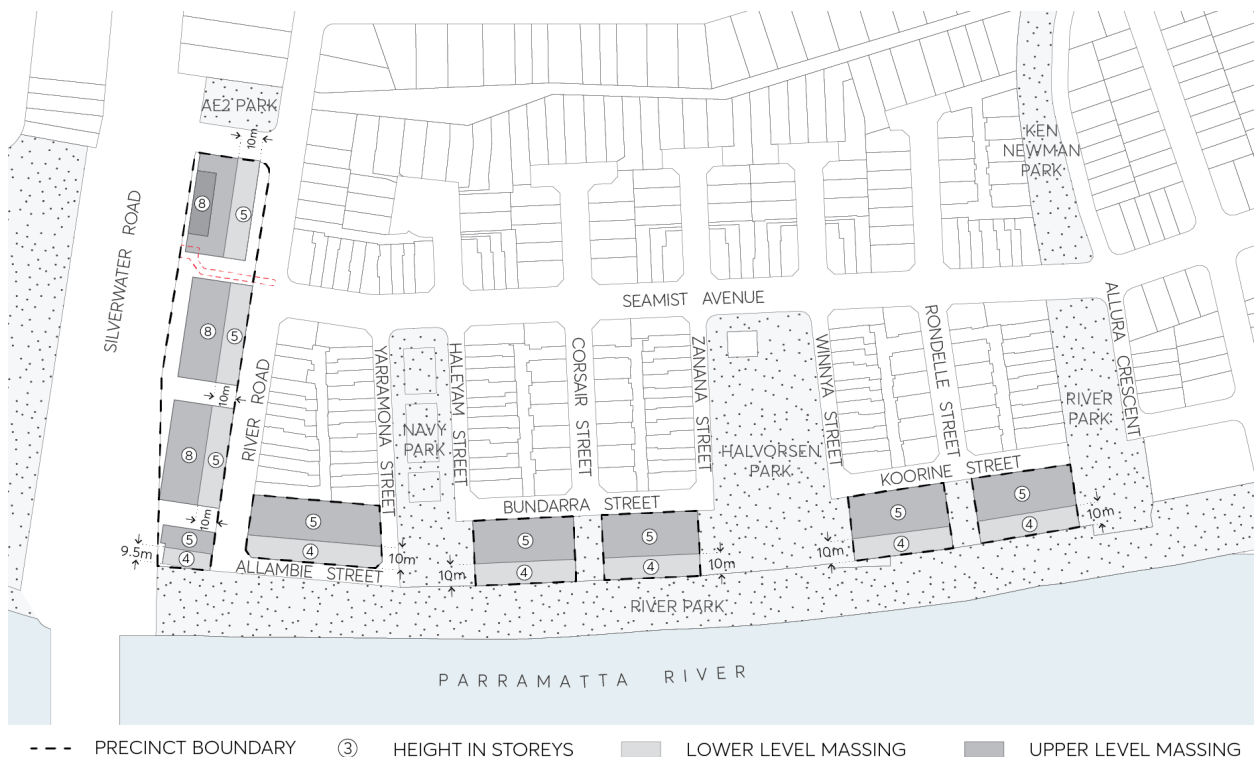 AE2 PARK
10m
KEN
NEWMAN
PARK
8
5
SILVERWATER ROAD
SEAMIST AVENUE
8
5
ALLURA CRESCENT
10m
RIVER ROAD
YARRAMONA STREET
HALEYAM STREET
CORSAIR STREET
ZANANA STREET
WINNYA STREET
RONDELLE STREET
RIVER
PARK
NAVY
PARK
HALVORSEN
PARK
8
5
KOORINE STREET
BUNDARRA STREET
10m
5
4
9.5m
5
4
10m
ALLAMBIE STREET
5
4
10m
5
4
10m
5
4
10m
5
4
10m
RIVER PARK
PARRAMATTA RIVER
PRECINCT BOUNDARY
3 HEIGHT IN STOREYS
LOWER LEVEL MASSING
UPPER LEVEL MASSING